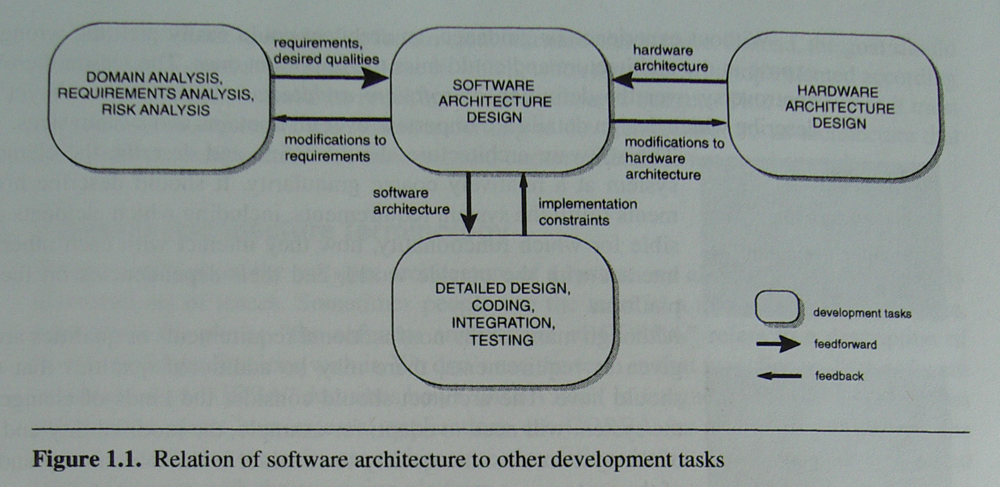 requirements,
desired qualities
hardware
architecture
DOMAIN ANALYSIS,
REQUIREMENTS ANALYSIS,
RISK ANALYSIS
SOFTWARE
ARCHITECTURE
DESIGN
HARDWARE
ARCHITECTURE
DESIGN
modifications to
requirements
modifications to
hardware
architecture
software
architecture
implementation
constraints
DETAILED DESIGN,
CODING,
INTEGRATION,
TESTING
development tasks
feedforward
feedback
Figure 1.1. Relation of software architecture to other development tasks